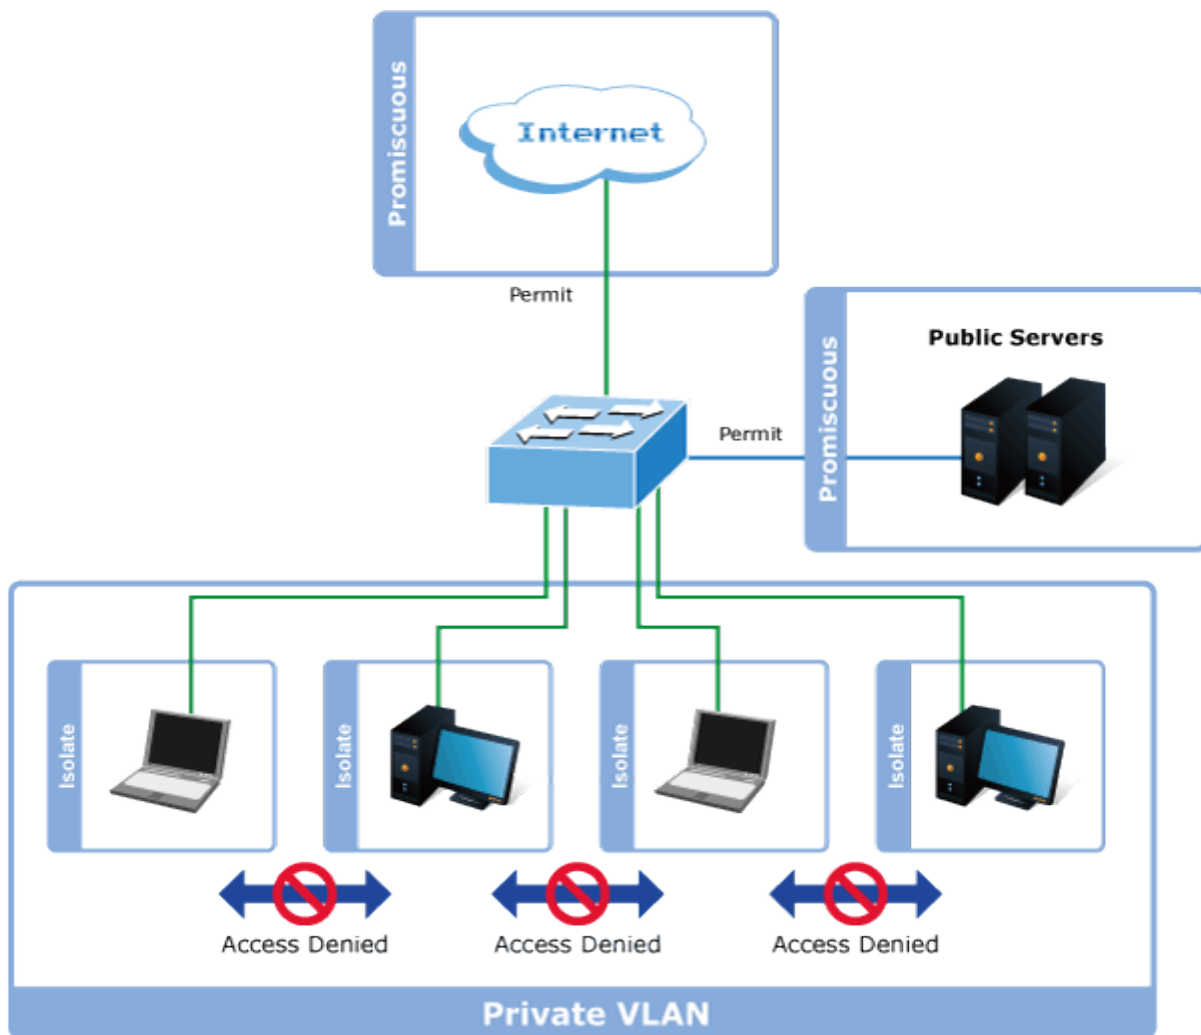 Promiscuous
Internet
Permit
Public Servers
Permit
Promiscuous
Isolate
Isolate
Isolate
Isolate
Access Denied
Access Denied
Access Denied
Private VLAN